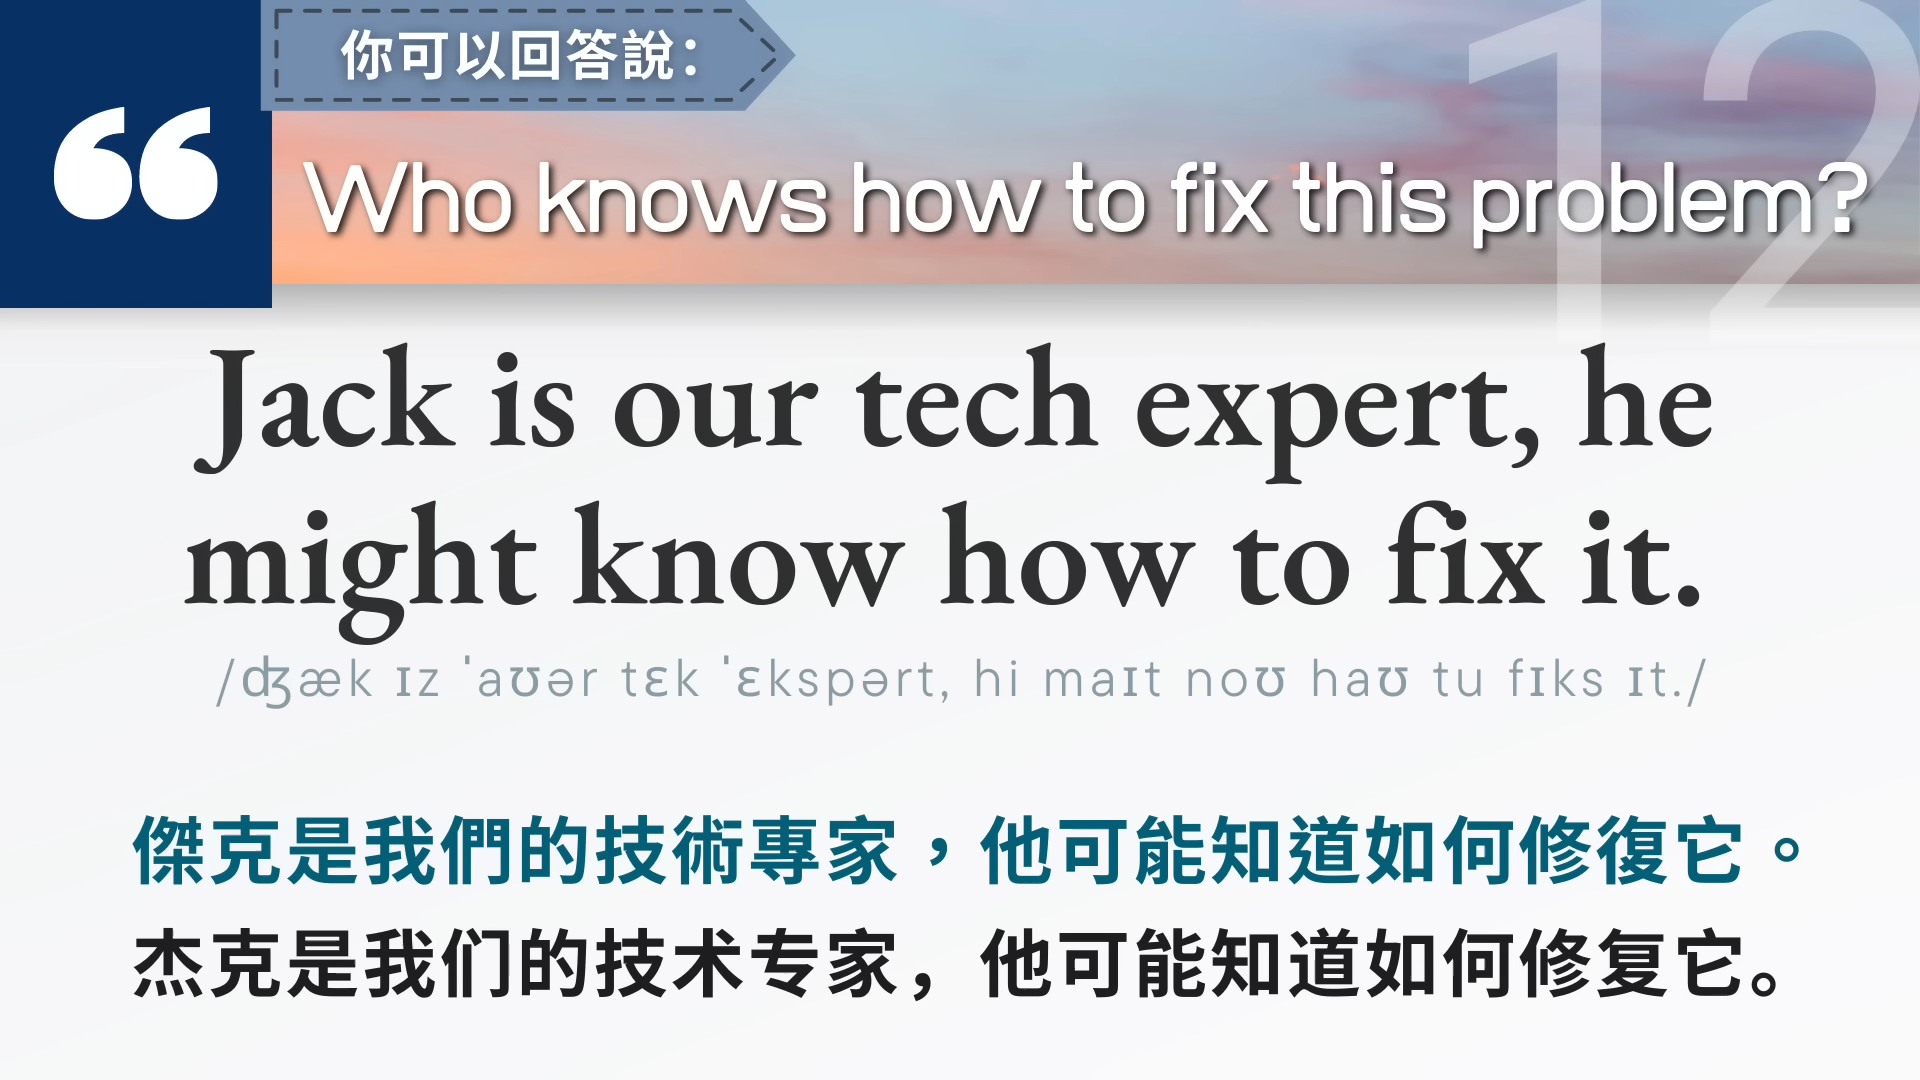 12
你可以回答說：
“
Who knows how to fix this problem?
Jack is our tech expert, he
might know how to fix it.
/ʤæk ɪz ˈaʊər tɛk ˈɛkspərt, hi maɪt noʊ haʊ tu fɪks ɪt./
傑克是我們的技術專家，他可能知道如何修復它。
杰克是我们的技术专家，他可能知道如何修复它。